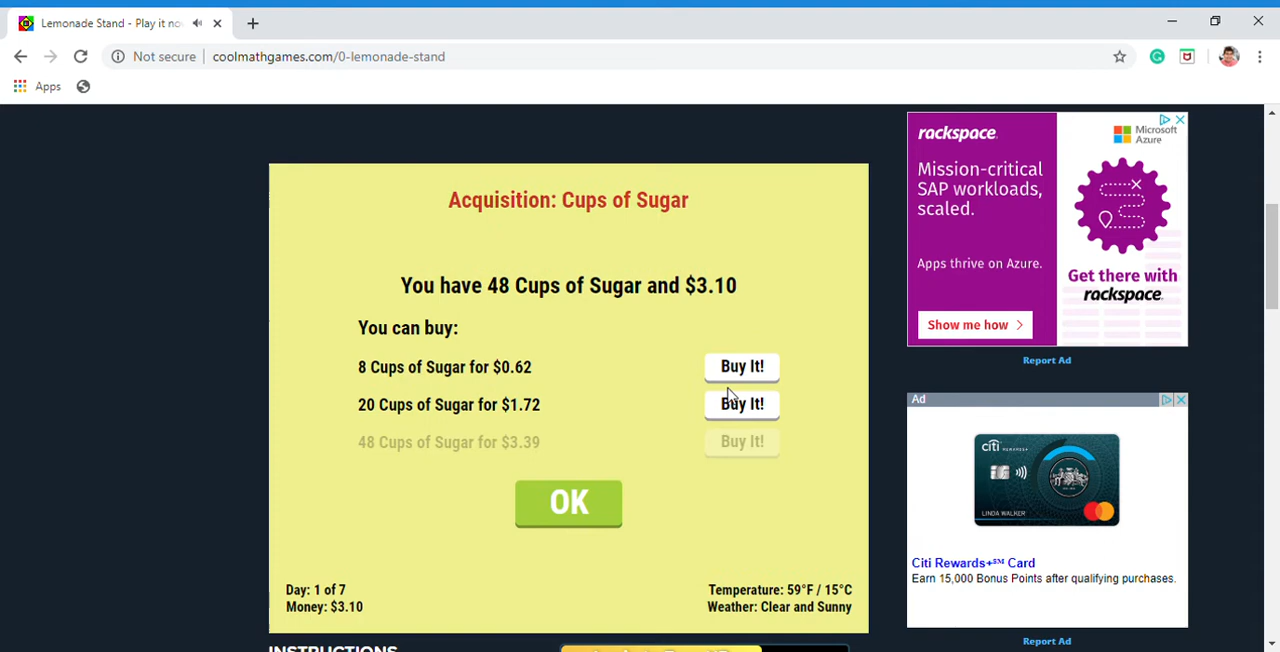 Lemonade Stand - Play it no
Not secure
coolmathgames.com/0-lemonade-stand
Apps
Acquisition: Cups of Sugar
You have 48 Cups of Sugar and $3.10
You can buy:
8 Cups of Sugar for $0.62
Buy It!
20 Cups of Sugar for $1.72
Buy It!
48 Cups of Sugar for $3.39
Buy It!
OK
Day: 1 of 7
Money: $3.10
Temperature: 59°F / 15°C
Weather: Clear and Sunny
INSTRUCTIONS
rackspace.
Microsoft
Azure
Mission-critical
SAP workloads,
scaled.
Apps thrive on Azure.
Show me how
Get there with
rackspace.
Report Ad
Ad
citi
REWARDS+
LINDA WALKER
Citi Rewards+℠ Card
Earn 15,000 Bonus Points after qualifying purchases.
Report Ad